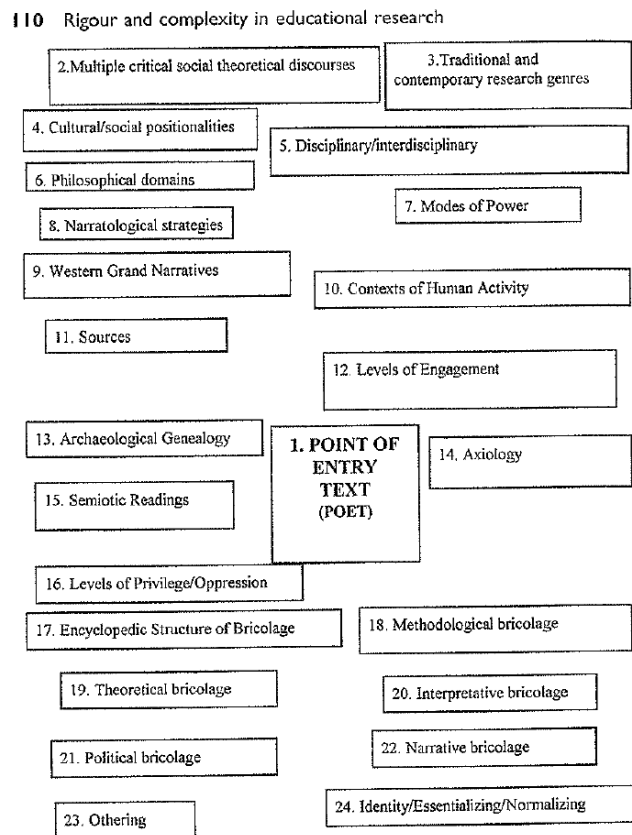 110 Rigour and complexity in educational research
2.Multiple critical social theoretical discourses
3.Traditional and
contemporary research genres
4. Cultural/social positionalities
5. Disciplinary/interdisciplinary
6. Philosophical domains
7. Modes of Power
8. Narratological strategies
9. Western Grand Narratives
10. Contexts of Human Activity
11. Sources
12. Levels of Engagement
13. Archaeological Genealogy
1. POINT OF
ENTRY
TEXT
(POET)
14. Axiology
15. Semiotic Readings
16. Levels of Privilege/Oppression
17. Encyclopedic Structure of Bricolage
18. Methodological bricolage
19. Theoretical bricolage
20. Interpretative bricolage
21. Political bricolage
22. Narrative bricolage
23. Othering
24. Identity/Essentializing/Normalizing